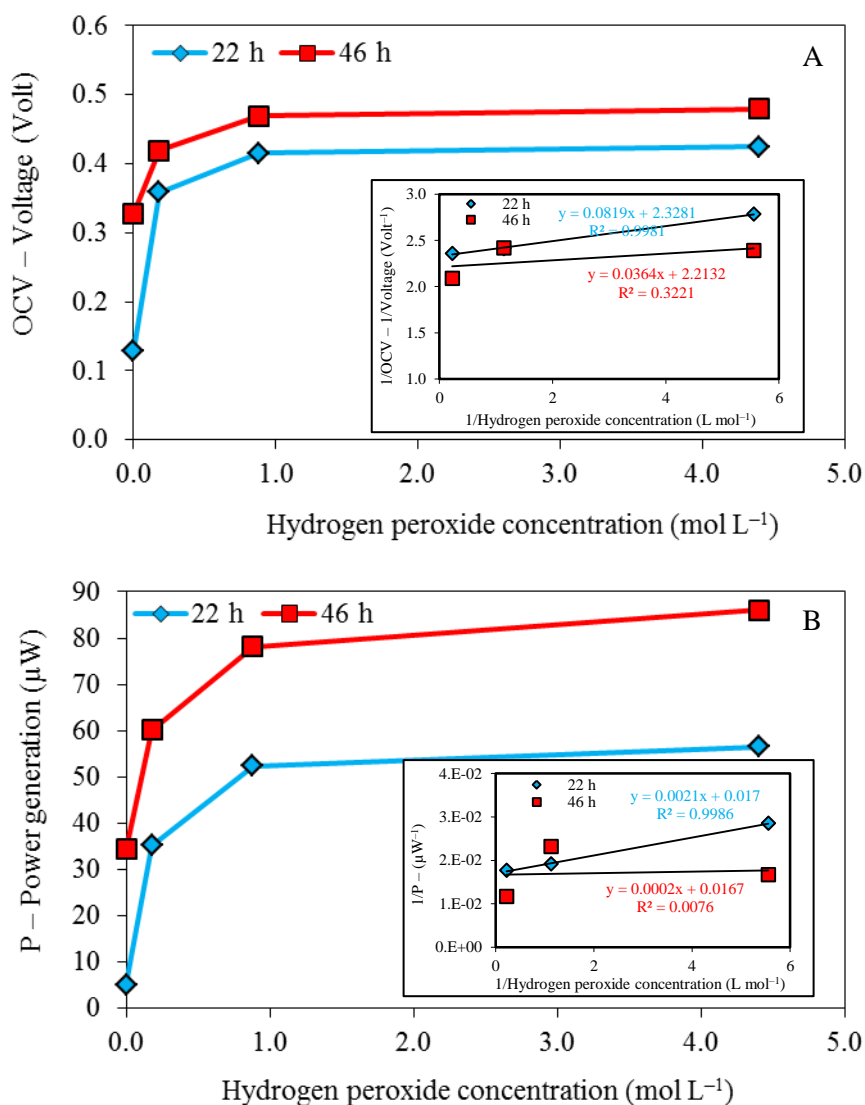 0.6
0.5
0.4
0.3
0.2
0.1
0.0
OCV – Voltage (Volt)
22 h
46 h
A
3.0
2.5
2.0
1.5
1.0
1/OCV – 1/Voltage (Volt⁻¹)
22 h
46 h
y = 0.0819x + 2.3281
R² = 0.9981
y = 0.0364x + 2.2132
R² = 0.3221
0 2 4 6
1/Hydrogen peroxide concentration (L mol⁻¹)
0.0 1.0 2.0 3.0 4.0 5.0
Hydrogen peroxide concentration (mol L⁻¹)
90
80
70
60
50
40
30
20
10
0
P – Power generation (µW)
22 h
46 h
B
4.E-02
3.E-02
2.E-02
1.E-02
0.E+00
1/P – (µW⁻¹)
22 h
46 h
y = 0.0021x + 0.017
R² = 0.9986
y = 0.0002x + 0.0167
R² = 0.0076
0 2 4 6
1/Hydrogen peroxide concentration (L mol⁻¹)
0.0 1.0 2.0 3.0 4.0 5.0
Hydrogen peroxide concentration (mol L⁻¹)